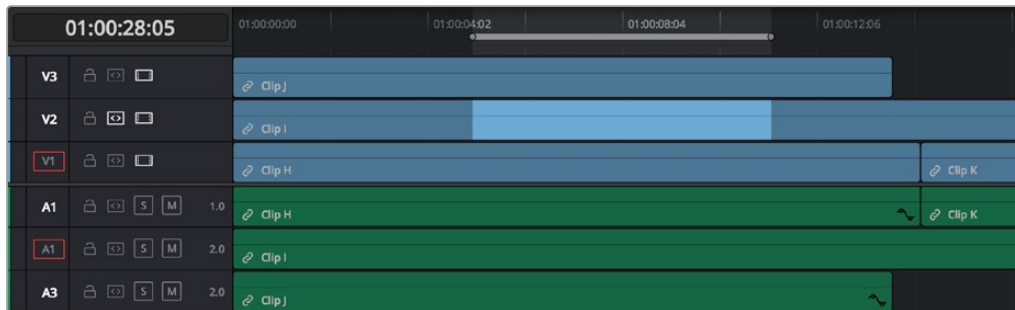 01:00:28:05 01:00:00:00 01:00:04:02 01:00:08:04 01:00:12:06
V3 Clip J
V2 Clip I
V1 Clip H Clip K
A1 S M 1.0 Clip H Clip K
A1 S M 2.0 Clip I
A3 S M 2.0 Clip J